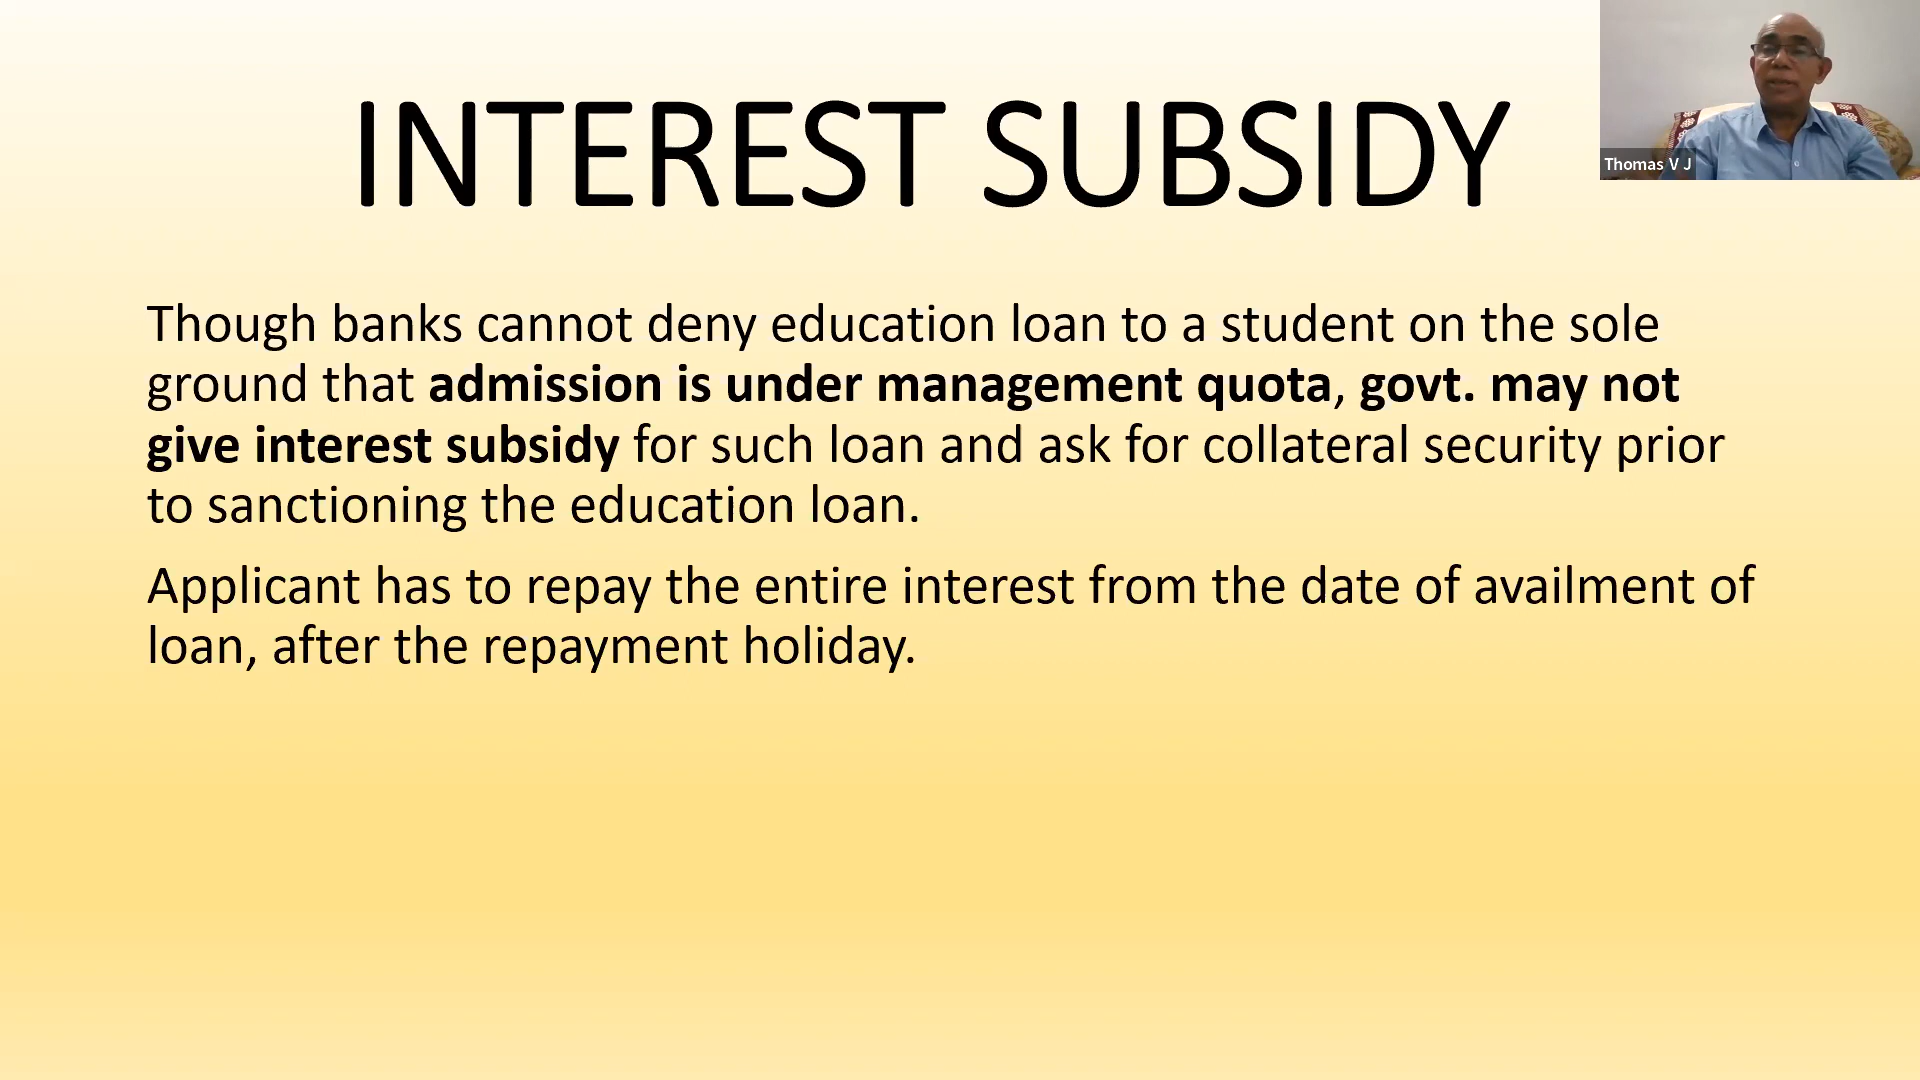 INTEREST SUBSIDY
Thomas V J
Though banks cannot deny education loan to a student on the sole
ground that admission is under management quota, govt. may not
give interest subsidy for such loan and ask for collateral security prior
to sanctioning the education loan.
Applicant has to repay the entire interest from the date of availment of
loan, after the repayment holiday.